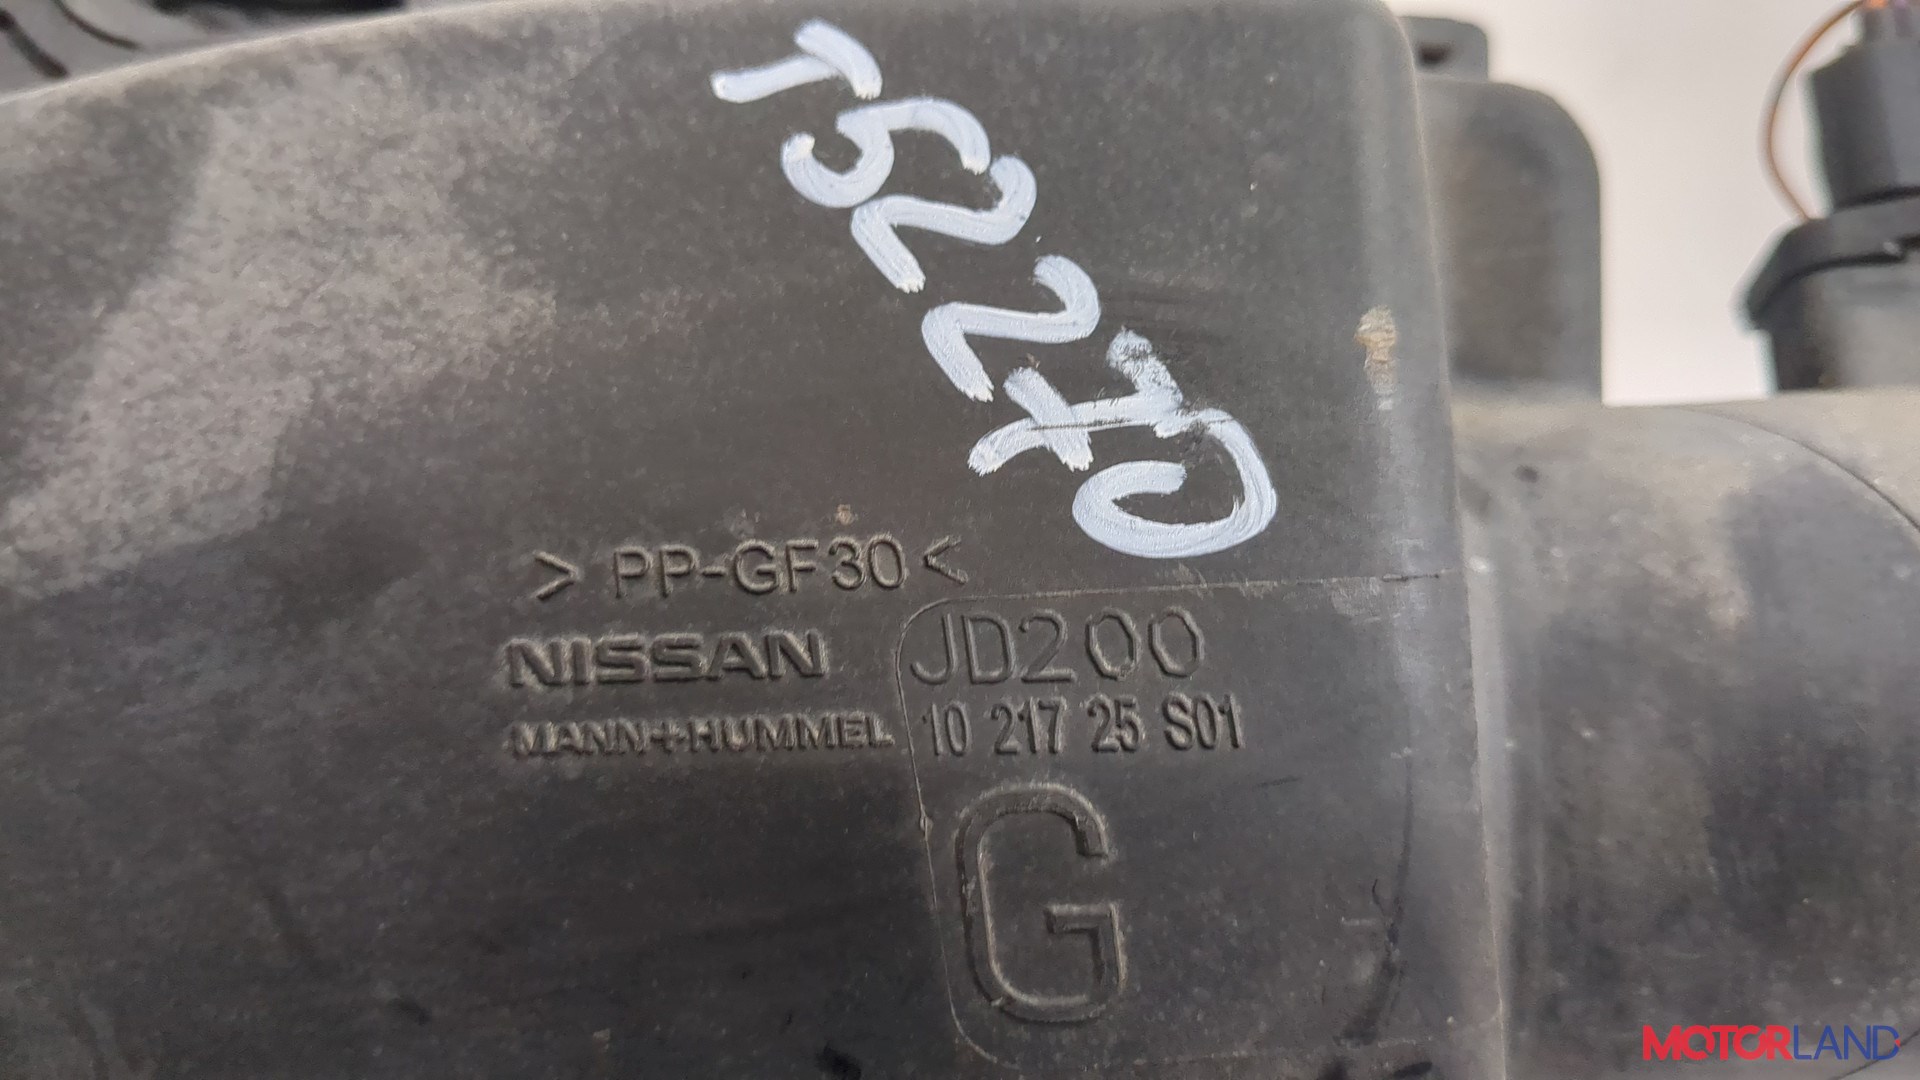 152270
> PP-GF30 <
NISSAN JD200
MANN+HUMMEL 10 217 25 S01
G
MOTORLAND